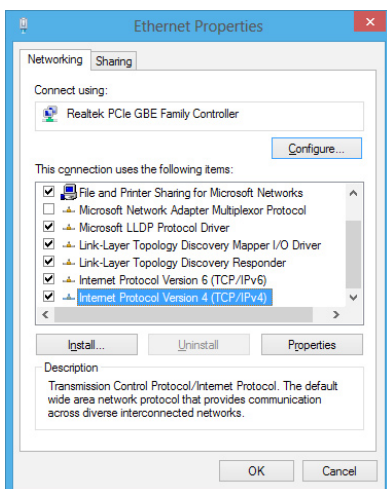 Ethernet Properties
Networking
Sharing
Connect using:
Realtek PCIe GBE Family Controller
Configure...
This connection uses the following items:
File and Printer Sharing for Microsoft Networks
Microsoft Network Adapter Multiplexor Protocol
Microsoft LLDP Protocol Driver
Link-Layer Topology Discovery Mapper I/O Driver
Link-Layer Topology Discovery Responder
Internet Protocol Version 6 (TCP/IPv6)
Internet Protocol Version 4 (TCP/IPv4)
Install...
Uninstall
Properties
Description
Transmission Control Protocol/Internet Protocol. The default
wide area network protocol that provides communication
across diverse interconnected networks.
OK
Cancel